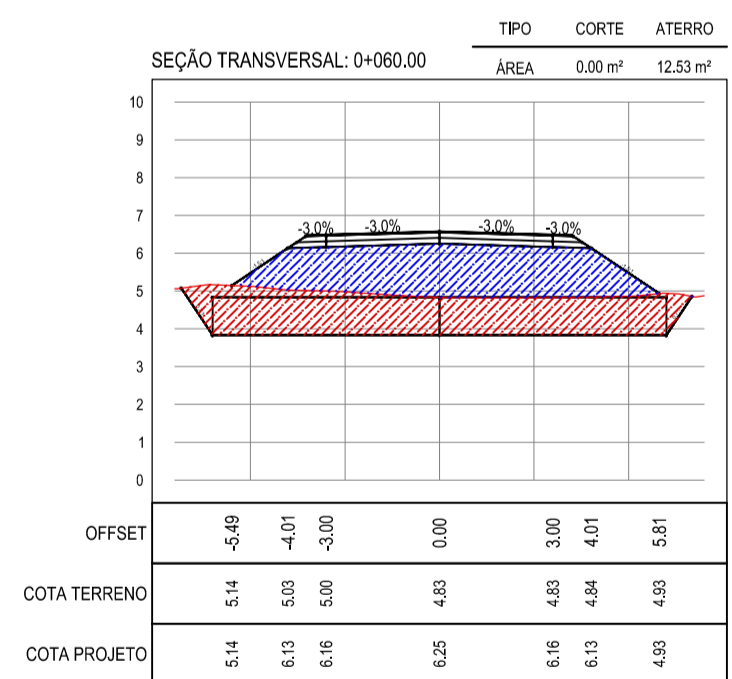 TIPO CORTE ATERRO
SEÇÃO TRANSVERSAL: 0+060.00
ÁREA 0.00 m² 12.53 m²
10
9
8
7
-3.0% -3.0% -3.0% -3.0%
6
5
4
3
2
1
0
OFFSET -5.49 -4.01 -3.00 0.00 3.00 4.01 5.81
COTA TERRENO 5.14 5.03 5.00 4.83 4.83 4.84 4.93
COTA PROJETO 5.14 6.13 6.16 6.25 6.16 6.13 4.93